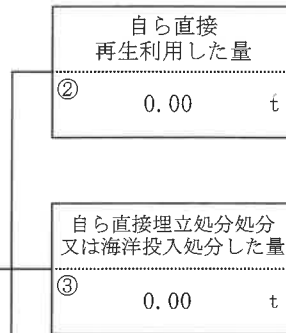 自ら直接
再生利用した量
② 0.00 t
自ら直接埋立処分処分
又は海洋投入処分した量
③ 0.00 t